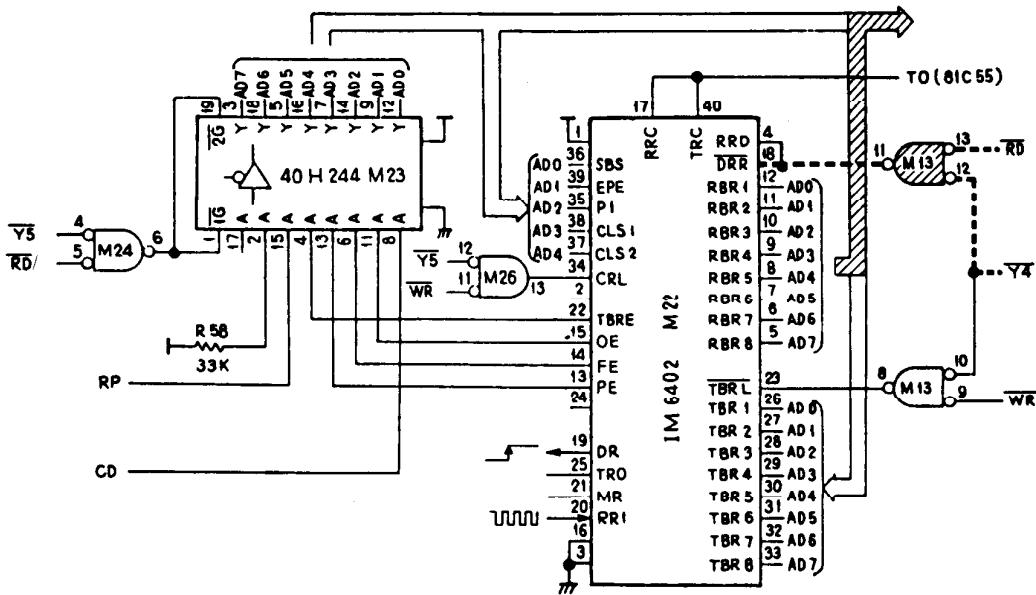 AD7 AD6 AD5 AD4 AD3 AD2 AD1 AD0
19 3 18 5 16 7 14 9 12
2G Y Y Y Y Y Y Y Y
40H244 M23
1G A A A A A A A A
1 17 2 15 4 13 6 11 8
Y5 4
RD 5
M24 6
R58
33K
RP
CD
TO (81C55)
17 40
RRC TRC
1
AD0 36 SBS
AD1 39 EPE
AD2 35 PI
AD3 38 CLS1
AD4 37 CLS2
34 CRL
2
22 TBRE
15 OE
14 FE
13 PE
24
19 DR
25 TRO
21 MR
20 RRI
16
3
Y5 12
WR 11
M26 13
IM6402 M22
RRD 4
DRR 18
RBR1 12 AD0
RBR2 11 AD1
RBR3 10 AD2
RBR4 9 AD3
RBR5 8 AD4
RBR6 7 AD5
RBR7 6 AD6
RBR8 5 AD7
TBRL 23
TBR1 26 AD0
TBR2 27 AD1
TBR3 28 AD2
TBR4 29 AD3
TBR5 30 AD4
TBR6 31 AD5
TBR7 32 AD6
TBR8 33 AD7
11 M13 13 RD
12
Y4
8 M13 10
9 WR